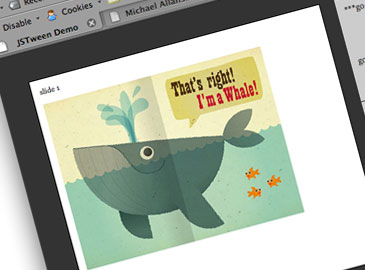 Disable
Cookies
JSTween Demo
Michael Allan
slide 1
That's right!
I'm a Whale!